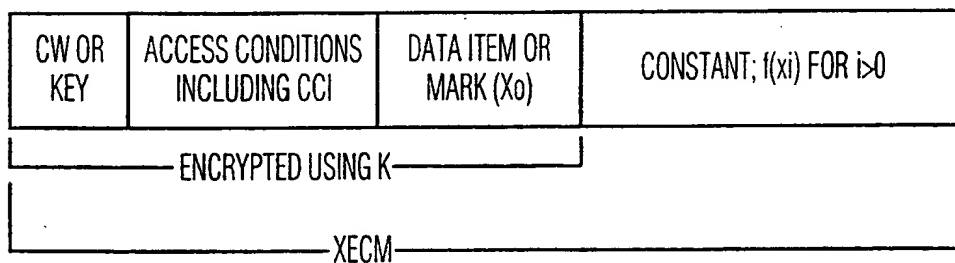 CW OR
KEY
ACCESS CONDITIONS
INCLUDING CCI
DATA ITEM OR
MARK (Xo)
CONSTANT; f(xi) FOR i>0
ENCRYPTED USING K
XECM